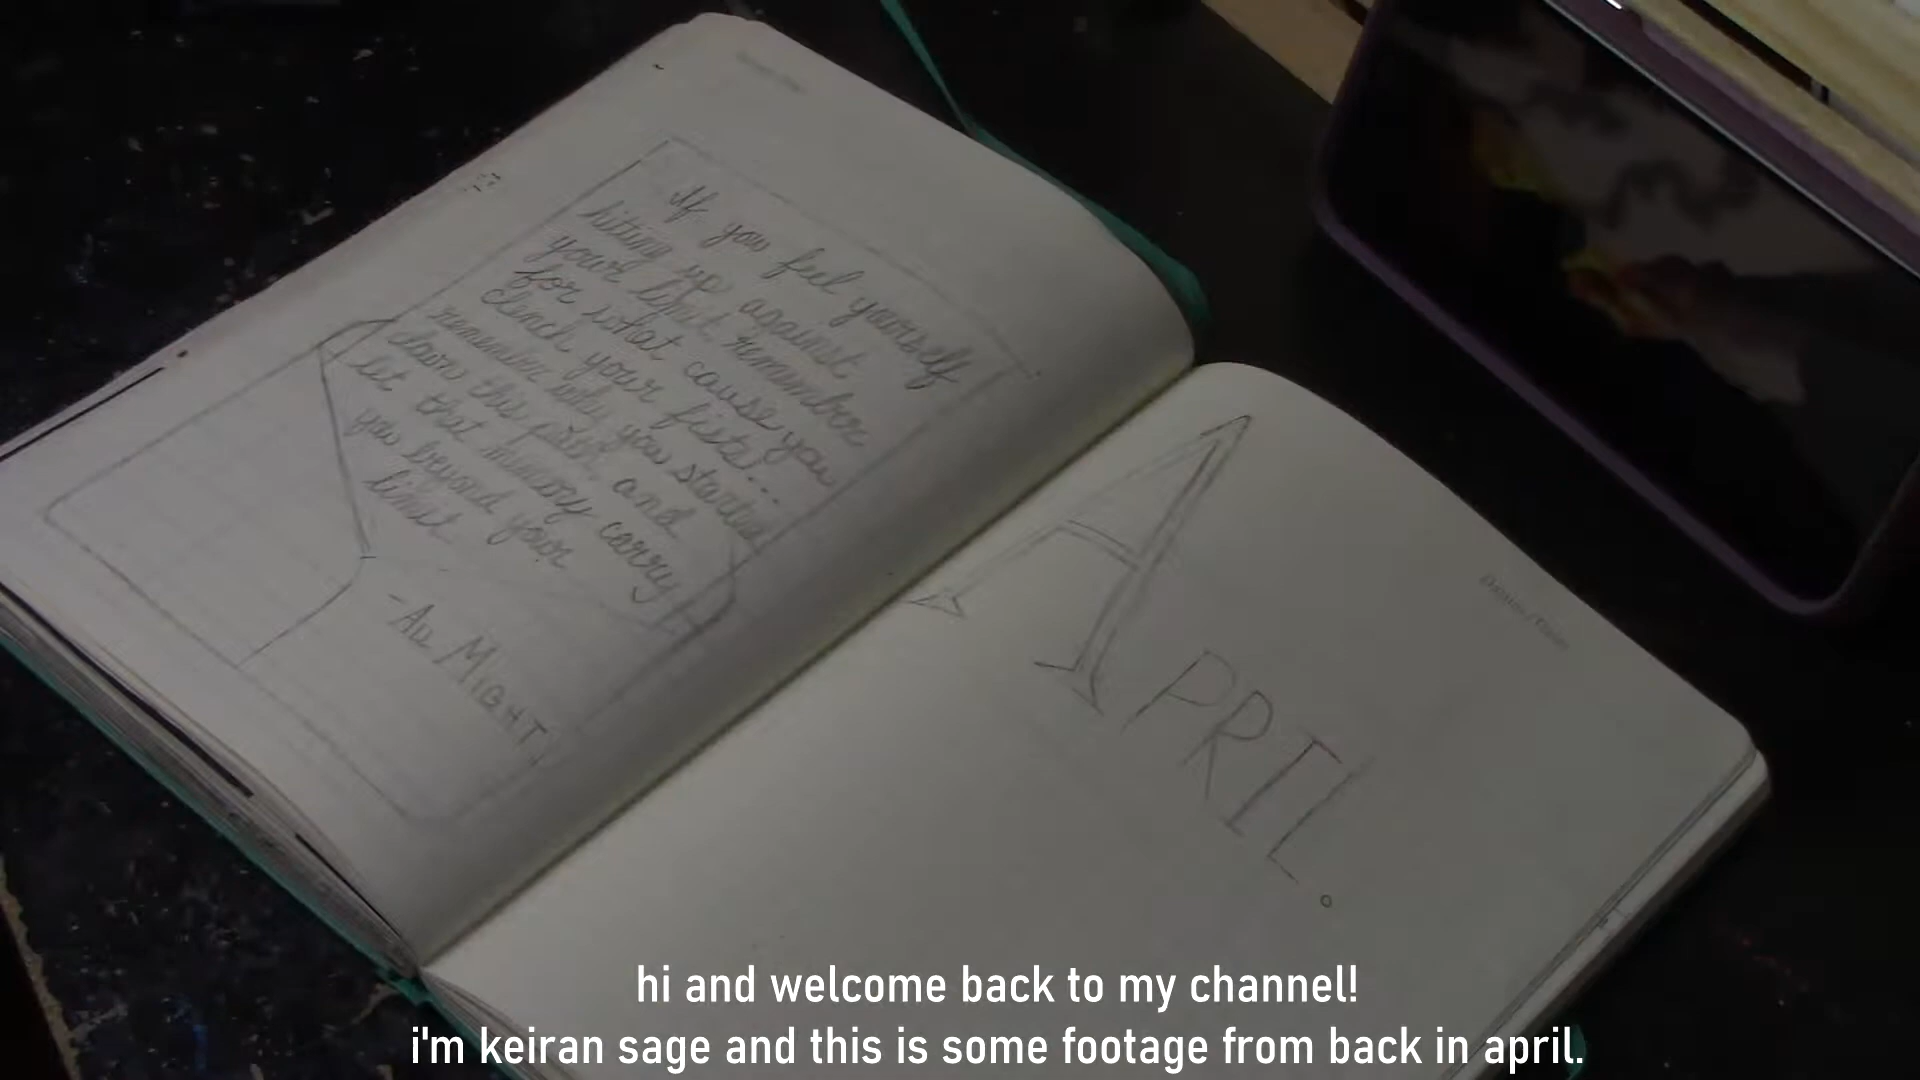 If you feel yourself
hitting up against
your limit remember
for what cause you
clench your fists...
remember why you started
down this path, and
let that memory carry
you beyond your
limit
-ALL MIGHT
APRIL.
hi and welcome back to my channel!
i'm keiran sage and this is some footage from back in april.